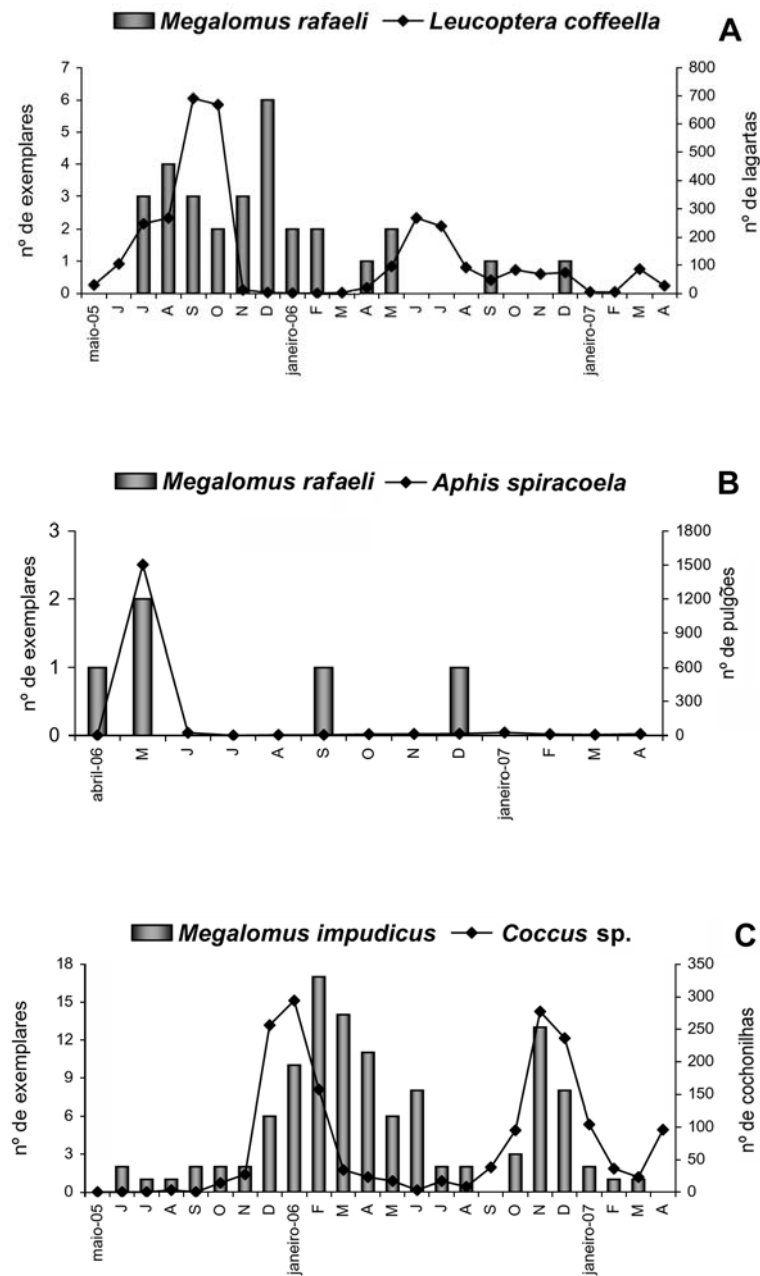 Megalomus rafaeli Leucoptera coffeella
A
7
6
5
4
3
2
1
0
nº de exemplares
800
700
600
500
400
300
200
100
0
nº de lagartas
maio-05 J J A S O N D janeiro-06 F M A M J J A S O N D janeiro-07 F M A
Megalomus rafaeli Aphis spiracoela
B
3
2
1
0
nº de exemplares
1800
1500
1200
900
600
300
0
nº de pulgões
abril-06 M J J A S O N D janeiro-07 F M A
Megalomus impudicus Coccus sp.
C
18
15
12
9
6
3
0
nº de exemplares
350
300
250
200
150
100
50
0
nº de cochonilhas
maio-05 J J A S O N D janeiro-06 F M A M J J A S O N D janeiro-07 F M A